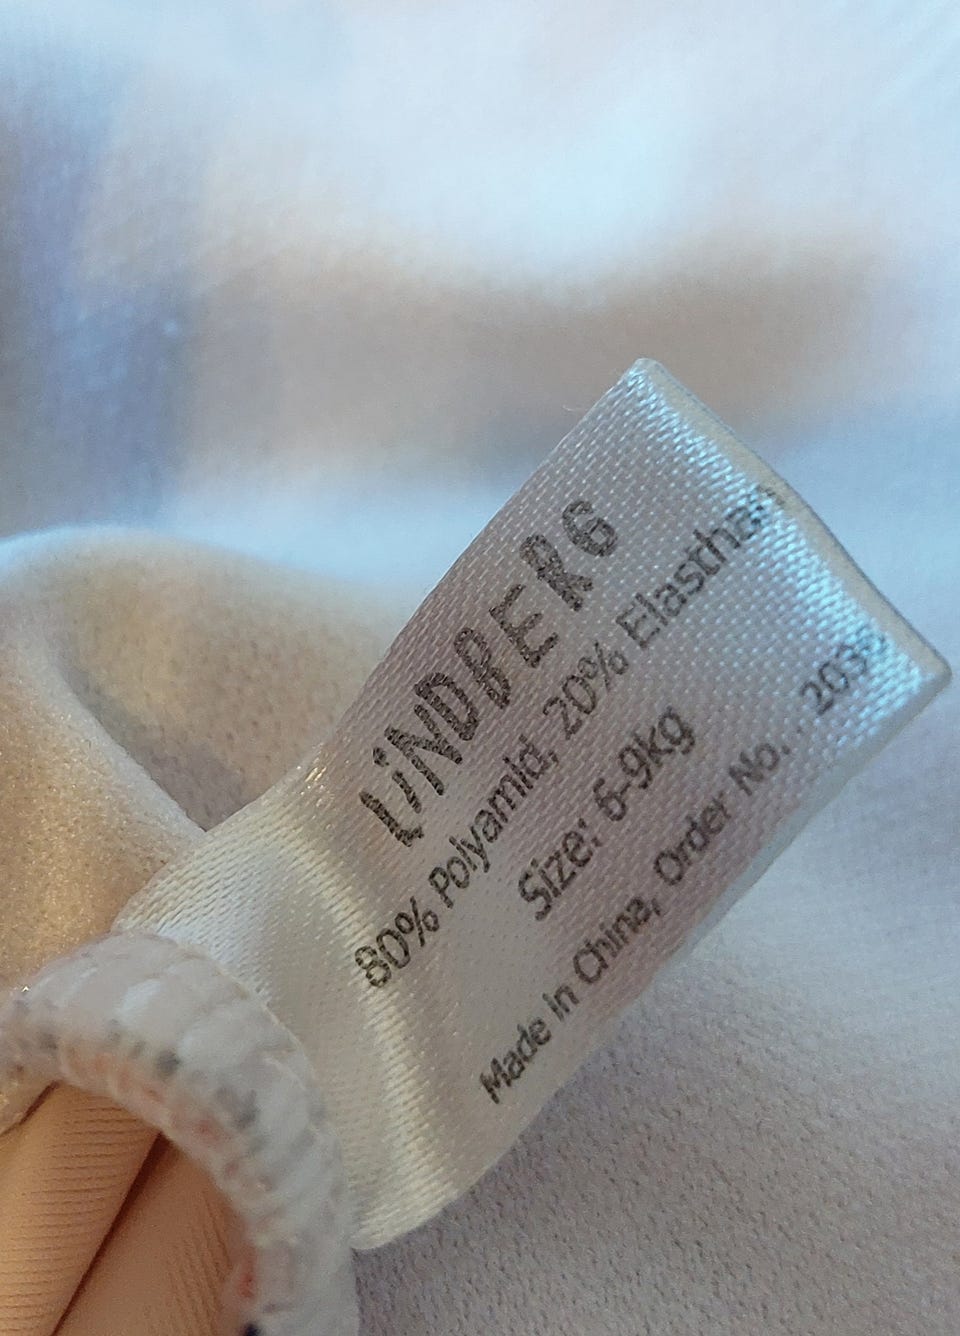 LiNDBERG
80% Polyamid, 20% Elasthan
Size: 6-9kg
Made in China, Order No.